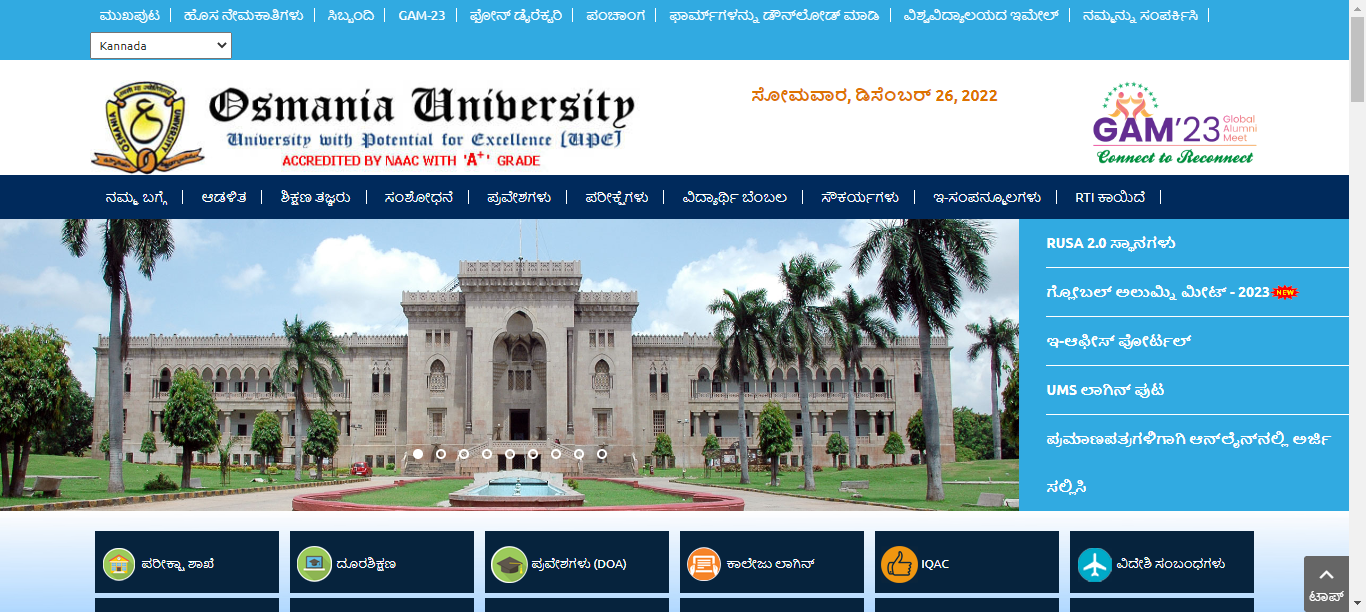 ಮುಖಪುಟ ಹೊಸ ನೇಮಕಾತಿಗಳು ಸಿಬ್ಬಂದಿ GAM-23 ಫೋನ್ ಡೈರೆಕ್ಟರಿ ಪಂಚಾಂಗ ಫಾರ್ಮ್‌ಗಳನ್ನು ಡೌನ್‌ಲೋಡ್ ಮಾಡಿ ವಿಶ್ವವಿದ್ಯಾಲಯದ ಇಮೇಲ್ ನಮ್ಮನ್ನು ಸಂಪರ್ಕಿಸಿ
Kannada
Osmania University
University with Potential for Excellence [UPE]
ACCREDITED BY NAAC WITH 'A+' GRADE
ಸೋಮವಾರ, ಡಿಸೆಂಬರ್ 26, 2022
GAM'23 Global Alumni Meet
Connect to Reconnect
ನಮ್ಮ ಬಗ್ಗೆ ಆಡಳಿತ ಶಿಕ್ಷಣ ತಜ್ಞರು ಸಂಶೋಧನೆ ಪ್ರವೇಶಗಳು ಪರೀಕ್ಷೆಗಳು ವಿದ್ಯಾರ್ಥಿ ಬೆಂಬಲ ಸೌಕರ್ಯಗಳು ಇ-ಸಂಪನ್ಮೂಲಗಳು RTI ಕಾಯಿದೆ
RUSA 2.0 ಸ್ಥಾನಗಳು
ಗ್ಲೋಬಲ್ ಅಲುಮ್ನಿ ಮೀಟ್ - 2023 NEW
ಇ-ಆಫೀಸ್ ಪೋರ್ಟಲ್
UMS ಲಾಗಿನ್ ಪುಟ
ಪ್ರಮಾಣಪತ್ರಗಳಿಗಾಗಿ ಆನ್‌ಲೈನ್‌ನಲ್ಲಿ ಅರ್ಜಿ
ಸಲ್ಲಿಸಿ
ಪರೀಕ್ಷಾ ಶಾಖೆ ದೂರಶಿಕ್ಷಣ ಪ್ರವೇಶಗಳು (DOA) ಕಾಲೇಜು ಲಾಗಿನ್ IQAC ವಿದೇಶಿ ಸಂಬಂಧಗಳು
ಟಾಪ್